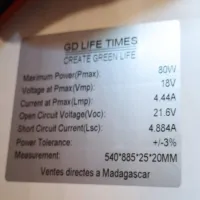 GD LIFE TIMES
CREATE GREEN LIFE
Maximum Power(Pmax): 80W
Voltage at Pmax(Vmp): 18V
Current at Pmax(Lmp): 4.44A
Open Circuit Voltage(Voc): 21.6V
Short Circuit Current(Lsc): 4.884A
Power Tolerance: +/-3%
Measurement: 540*885*25*20MM
Ventes directes a Madagascar